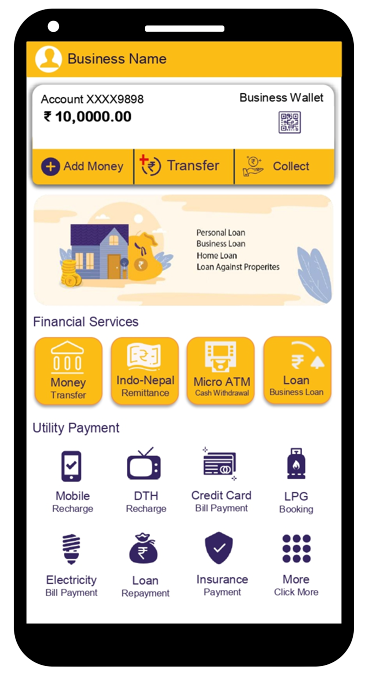 Business Name
Account XXXX9898
Business Wallet
₹ 10,0000.00
Add Money
Transfer
Collect
Personal Loan
Business Loan
Home Loan
Loan Against Properites
Financial Services
Money
Transfer
Indo-Nepal
Remittance
Micro ATM
Cash Withdrawal
Loan
Business Loan
Utility Payment
Mobile
Recharge
DTH
Recharge
Credit Card
Bill Payment
LPG
Booking
Electricity
Bill Payment
Loan
Repayment
Insurance
Payment
More
Click More